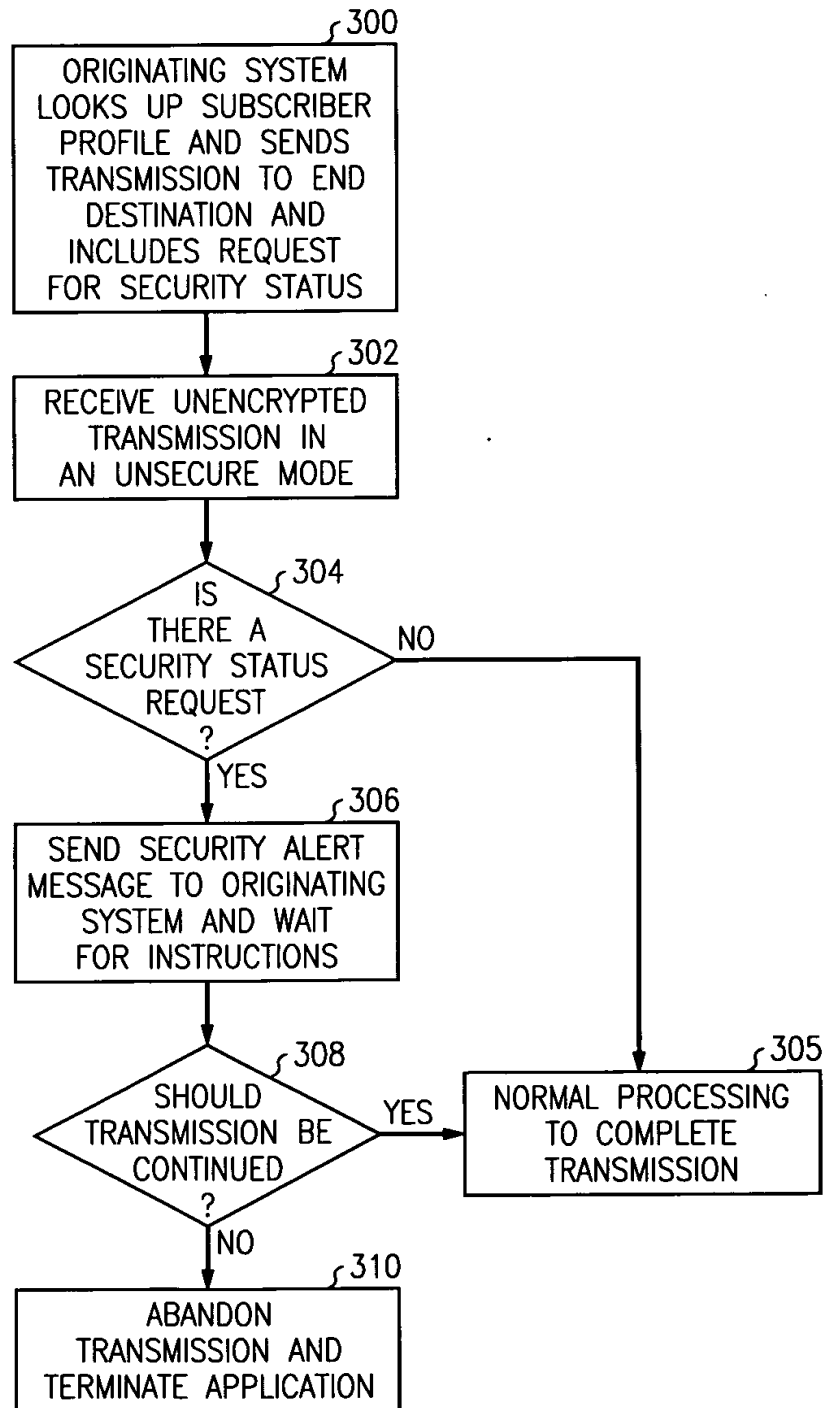 300
ORIGINATING SYSTEM
LOOKS UP SUBSCRIBER
PROFILE AND SENDS
TRANSMISSION TO END
DESTINATION AND
INCLUDES REQUEST
FOR SECURITY STATUS
302
RECEIVE UNENCRYPTED
TRANSMISSION IN
AN UNSECURE MODE
304
IS
THERE A
SECURITY STATUS
REQUEST
?
NO
YES
306
SEND SECURITY ALERT
MESSAGE TO ORIGINATING
SYSTEM AND WAIT
FOR INSTRUCTIONS
308
SHOULD
TRANSMISSION BE
CONTINUED
?
YES
305
NORMAL PROCESSING
TO COMPLETE
TRANSMISSION
NO
310
ABANDON
TRANSMISSION AND
TERMINATE APPLICATION